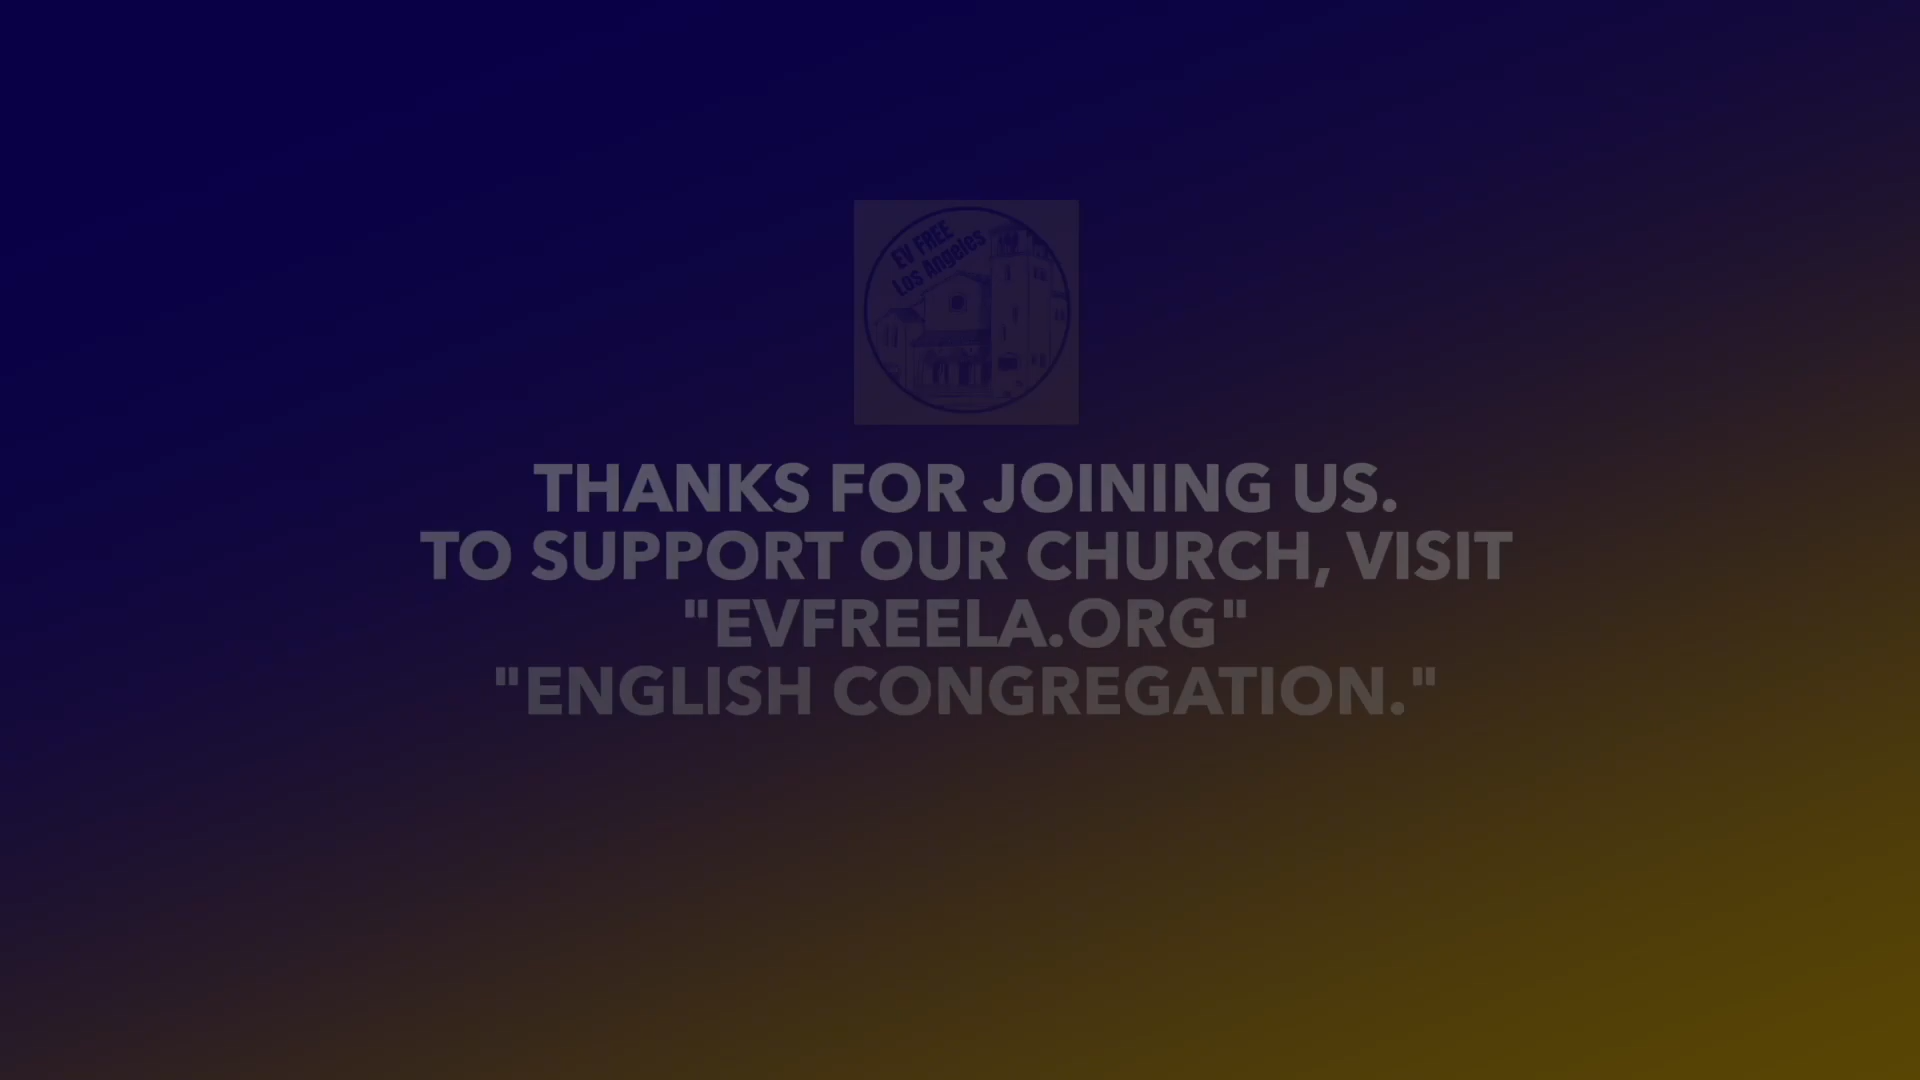 EV FREE
Los Angeles
THANKS FOR JOINING US.
TO SUPPORT OUR CHURCH, VISIT
"EVFREELA.ORG"
"ENGLISH CONGREGATION."